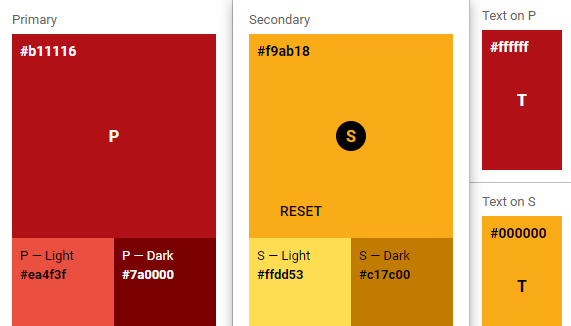 Primary
#b11116
P
P — Light
#ea4f3f
P — Dark
#7a0000
Secondary
#f9ab18
S
RESET
S — Light
#ffdd53
S — Dark
#c17c00
Text on P
#ffffff
T
Text on S
#000000
T